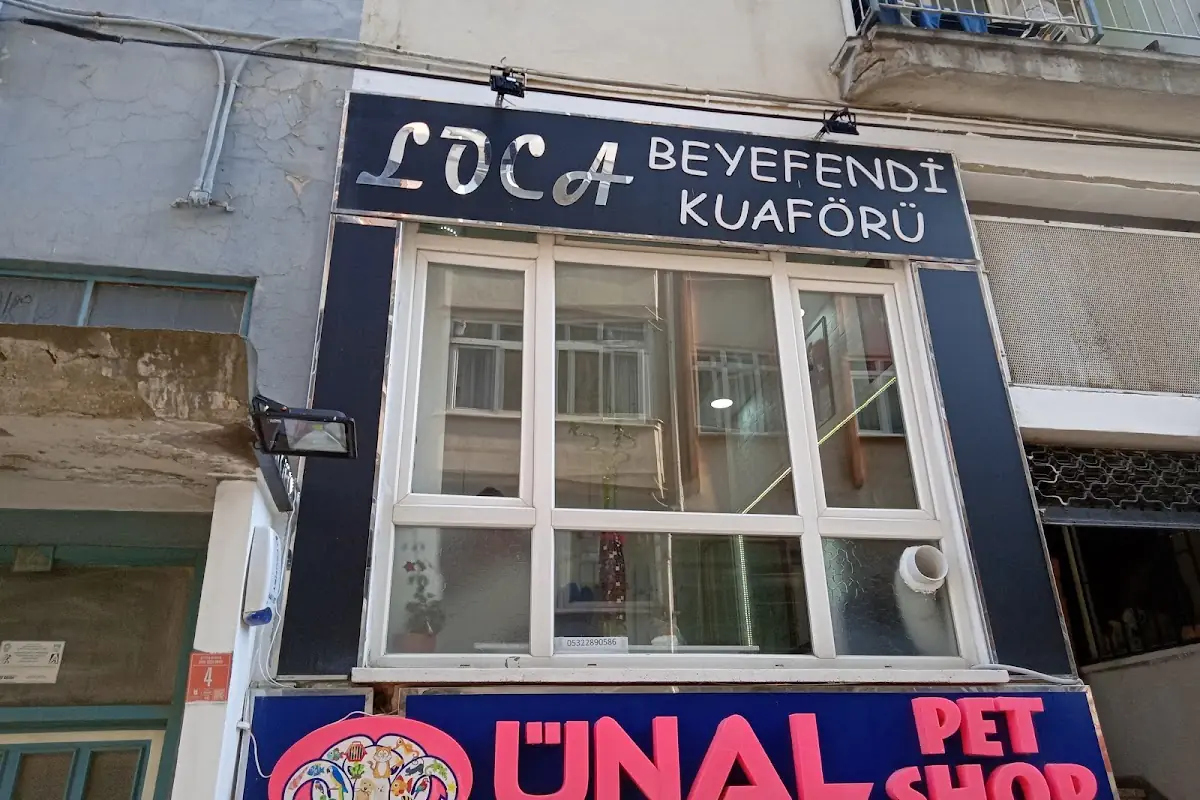 LOCA BEYEFENDİ
KUAFÖRÜ
05322890586
4
ÜNAL PET
SHOP